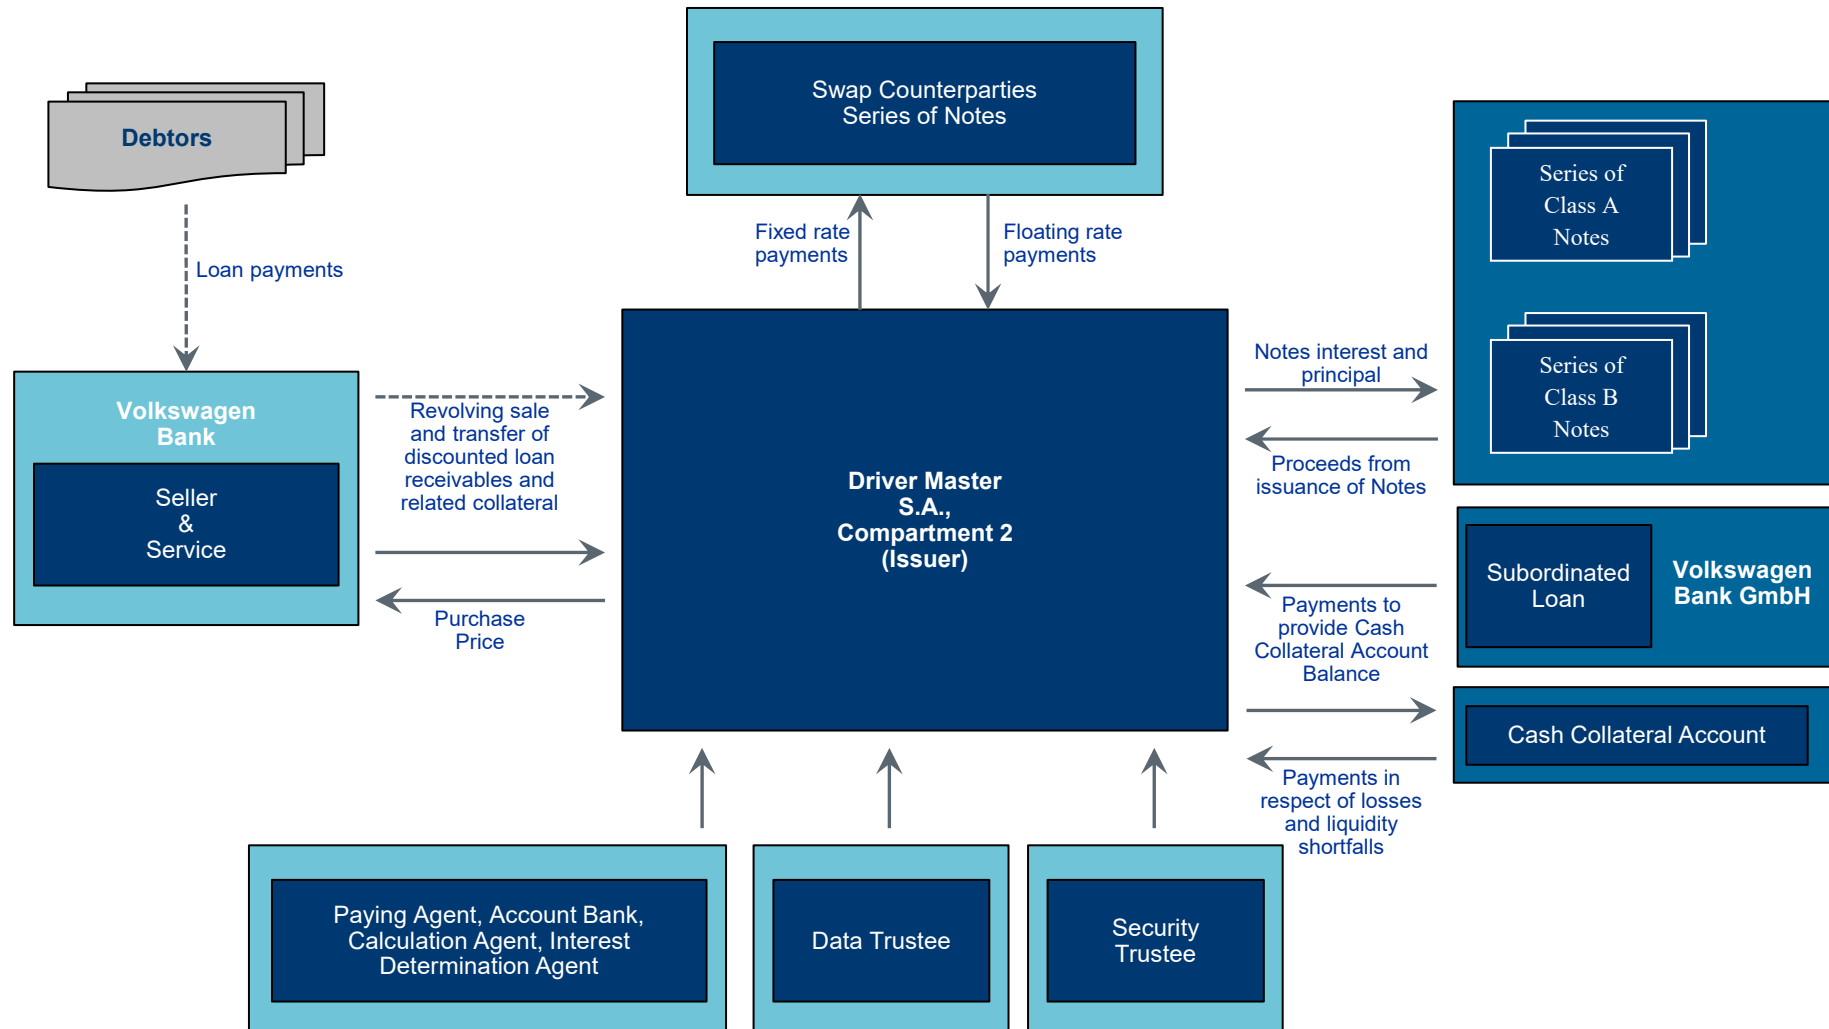 Swap Counterparties
Series of Notes
Debtors
Series of
Class A
Notes
Fixed rate
payments
Floating rate
payments
Loan payments
Notes interest and
principal
Series of
Class B
Notes
Volkswagen
Bank
Revolving sale
and transfer of
discounted loan
receivables and
related collateral
Proceeds from
issuance of Notes
Seller
&
Service
Driver Master
S.A.,
Compartment 2
(Issuer)
Subordinated
Loan
Volkswagen
Bank GmbH
Purchase
Price
Payments to
provide Cash
Collateral Account
Balance
Cash Collateral Account
Payments in
respect of losses
and liquidity
shortfalls
Paying Agent, Account Bank,
Calculation Agent, Interest
Determination Agent
Data Trustee
Security
Trustee